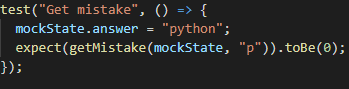 test("Get mistake", () => {
  mockState.answer = "python";
  expect(getMistake(mockState, "p")).toBe(0);
});